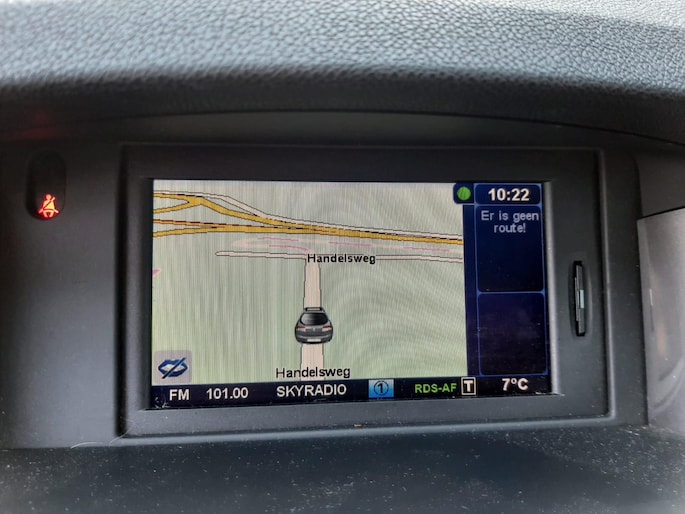 10:22
Er is geen
route!
Handelsweg
Handelsweg
FM 101.00 SKYRADIO 1 RDS-AF T 7°C